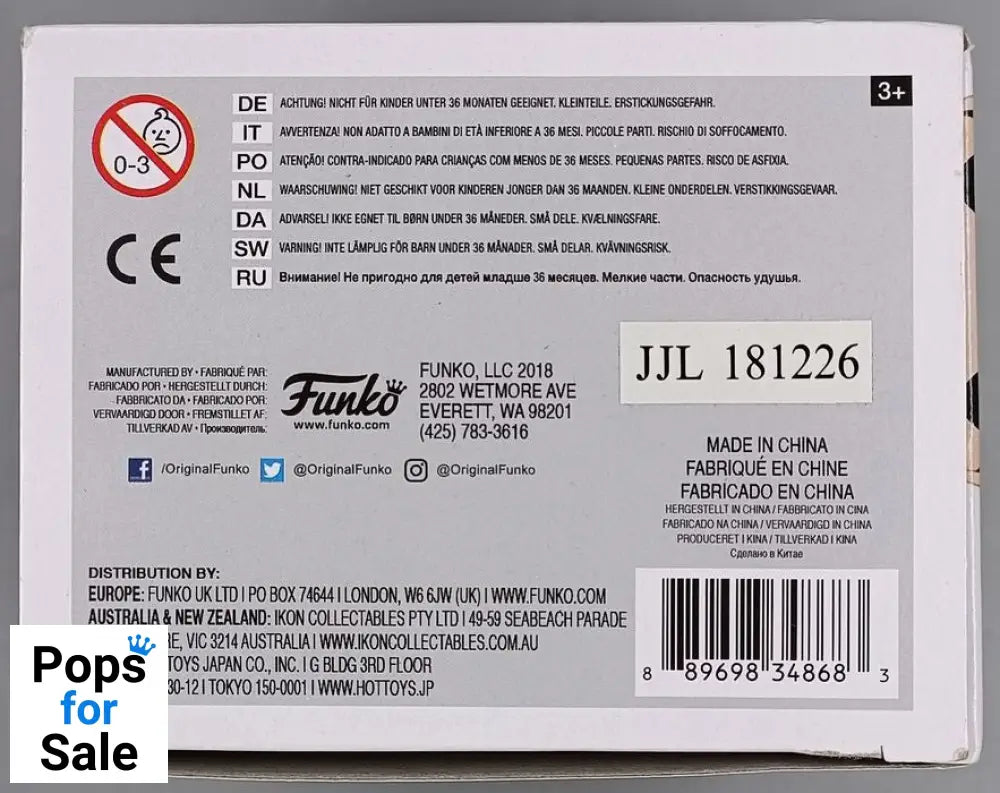 3+
0-3
DE ACHTUNG! NICHT FÜR KINDER UNTER 36 MONATEN GEEIGNET. KLEINTEILE. ERSTICKUNGSGEFAHR.
IT AVVERTENZA! NON ADATTO A BAMBINI DI ETÀ INFERIORE A 36 MESI. PICCOLE PARTI. RISCHIO DI SOFFOCAMENTO.
PO ATENÇÃO! CONTRA-INDICADO PARA CRIANÇAS COM MENOS DE 36 MESES. PEQUENAS PARTES. RISCO DE ASFIXIA.
NL WAARSCHUWING! NIET GESCHIKT VOOR KINDEREN JONGER DAN 36 MAANDEN. KLEINE ONDERDELEN. VERSTIKKINGSGEVAAR.
DA ADVARSEL! IKKE EGNET TIL BØRN UNDER 36 MÅNEDER. SMÅ DELE. KVÆLNINGSFARE.
SW VARNING! INTE LÄMPLIG FÖR BARN UNDER 36 MÅNADER. SMÅ DELAR. KVÄVNINGSRISK.
RU Внимание! Не пригодно для детей младше 36 месяцев. Мелкие части. Опасность удушья.
CE
JJL 181226
MANUFACTURED BY • FABRIQUÉ PAR:
FABRICADO POR • HERGESTELLT DURCH:
FABBRICATO DA • FABRICADO POR:
VERVAARDIGD DOOR • FREMSTILLET AF:
TILLVERKAD AV • Производитель:
Funko
www.funko.com
FUNKO, LLC 2018
2802 WETMORE AVE
EVERETT, WA 98201
(425) 783-3616
/OriginalFunko @OriginalFunko @OriginalFunko
MADE IN CHINA
FABRIQUÉ EN CHINE
FABRICADO EN CHINA
HERGESTELLT IN CHINA / FABBRICATO IN CINA
FABRICADO NA CHINA / VERVAARDIGD IN CHINA
PRODUCERET I KINA / TILLVERKAD I KINA
Сделано в Китае
DISTRIBUTION BY:
EUROPE: FUNKO UK LTD | PO BOX 74644 | LONDON, W6 6JW (UK) | WWW.FUNKO.COM
AUSTRALIA & NEW ZEALAND: IKON COLLECTABLES PTY LTD | 49-59 SEABEACH PARADE
RE, VIC 3214 AUSTRALIA | WWW.IKONCOLLECTABLES.COM.AU
TOYS JAPAN CO., INC. | G BLDG 3RD FLOOR
30-12 | TOKYO 150-0001 | WWW.HOTTOYS.JP
8 89698 34868 3
Pops
for
Sale